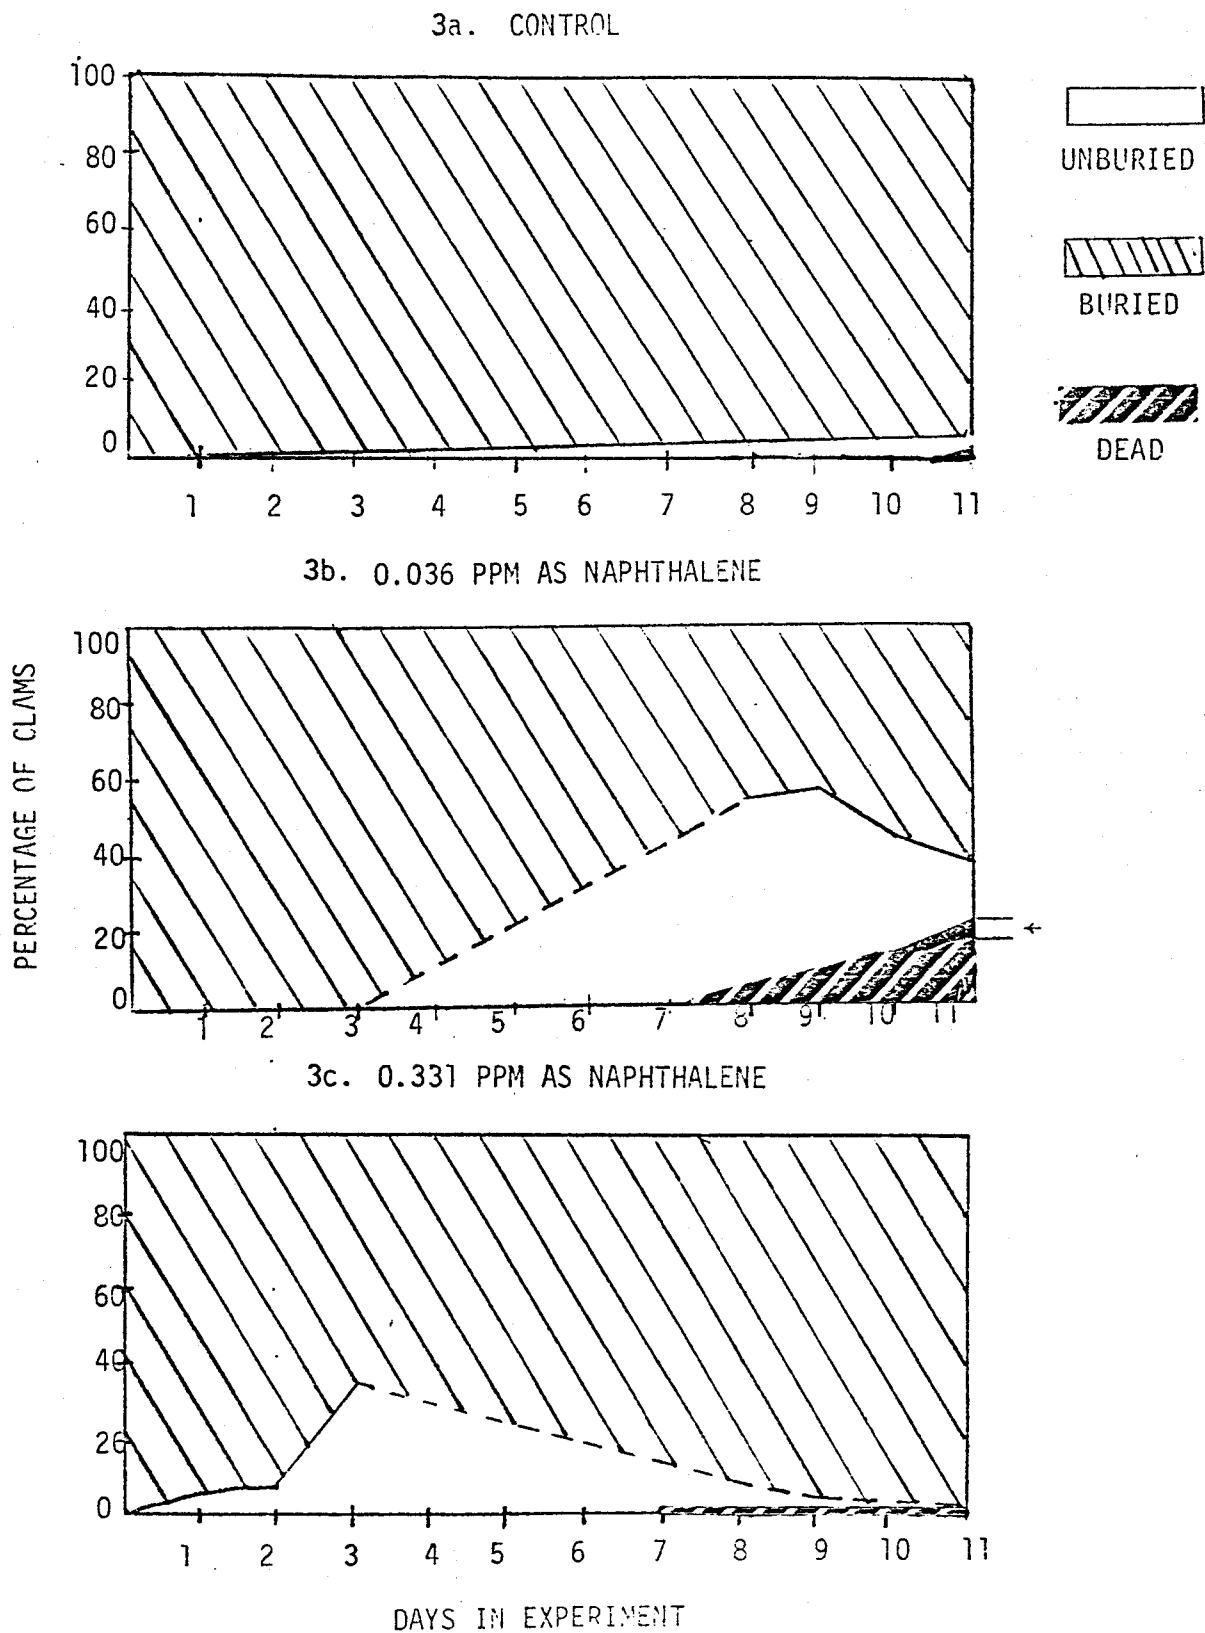 3a. CONTROL
100
80
60
40
20
0
1 2 3 4 5 6 7 8 9 10 11
UNBURIED
BURIED
DEAD
3b. 0.036 PPM AS NAPHTHALENE
PERCENTAGE OF CLAMS
100
80
60
40
20
0
1 2 3 4 5 6 7 8 9 10 11
3c. 0.331 PPM AS NAPHTHALENE
100
80
60
40
20
0
1 2 3 4 5 6 7 8 9 10 11
DAYS IN EXPERIMENT